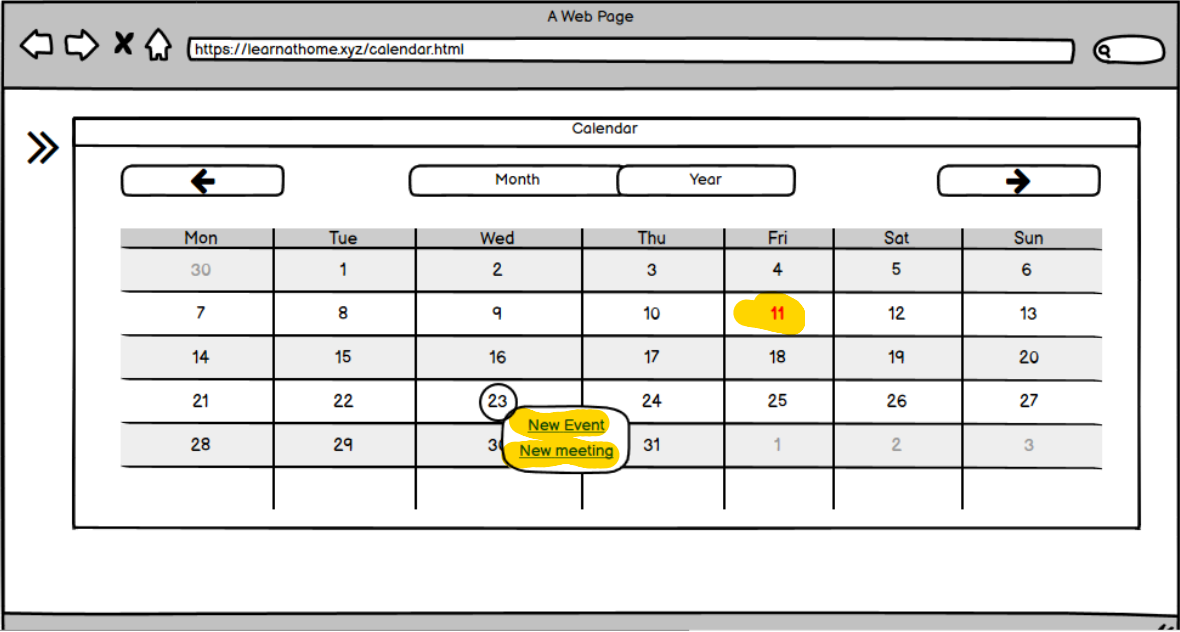 A Web Page
https://learnathome.xyz/calendar.html
Calendar
Month Year
Mon Tue Wed Thu Fri Sat Sun
30 1 2 3 4 5 6
7 8 9 10 11 12 13
14 15 16 17 18 19 20
21 22 23 24 25 26 27
New Event
28 29 30 31 1 2 3
New meeting